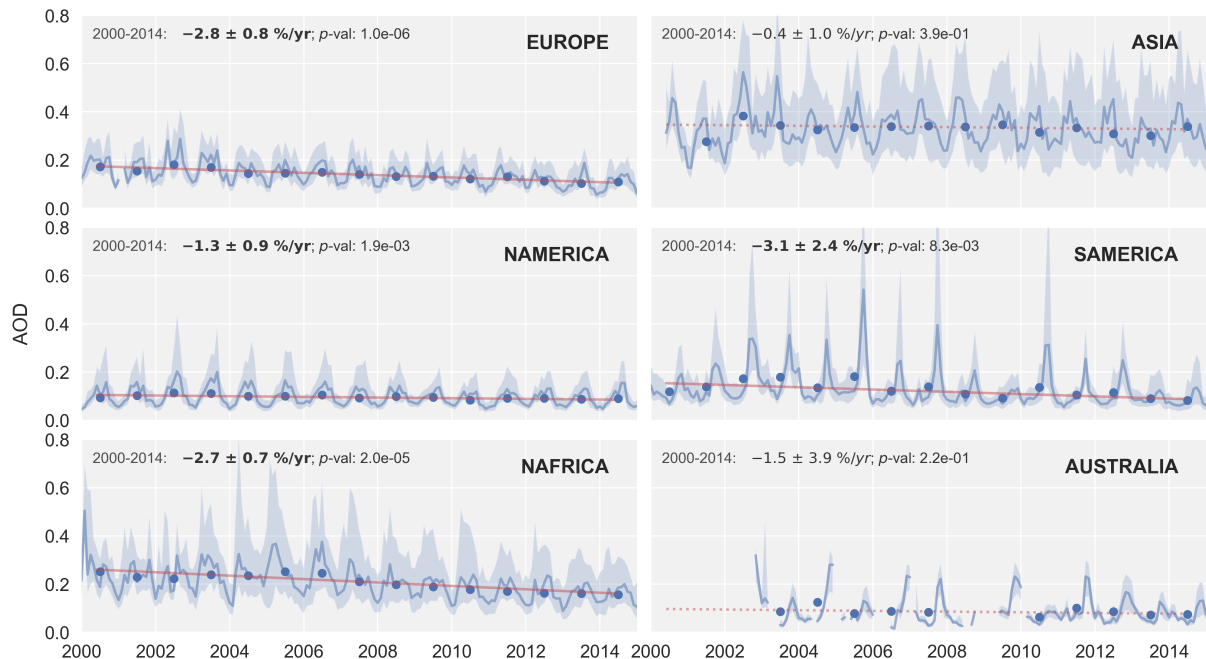 0.8
0.6
0.4
0.2
0.0
2000-2014: −2.8 ± 0.8 %/yr; p-val: 1.0e-06
EUROPE
2000-2014: −0.4 ± 1.0 %/yr; p-val: 3.9e-01
ASIA
0.8
0.6
0.4
0.2
0.0
2000-2014: −1.3 ± 0.9 %/yr; p-val: 1.9e-03
NAMERICA
2000-2014: −3.1 ± 2.4 %/yr; p-val: 8.3e-03
SAMERICA
AOD
0.8
0.6
0.4
0.2
0.0
2000-2014: −2.7 ± 0.7 %/yr; p-val: 2.0e-05
NAFRICA
2000-2014: −1.5 ± 3.9 %/yr; p-val: 2.2e-01
AUSTRALIA
2000 2002 2004 2006 2008 2010 2012 2014 2000 2002 2004 2006 2008 2010 2012 2014